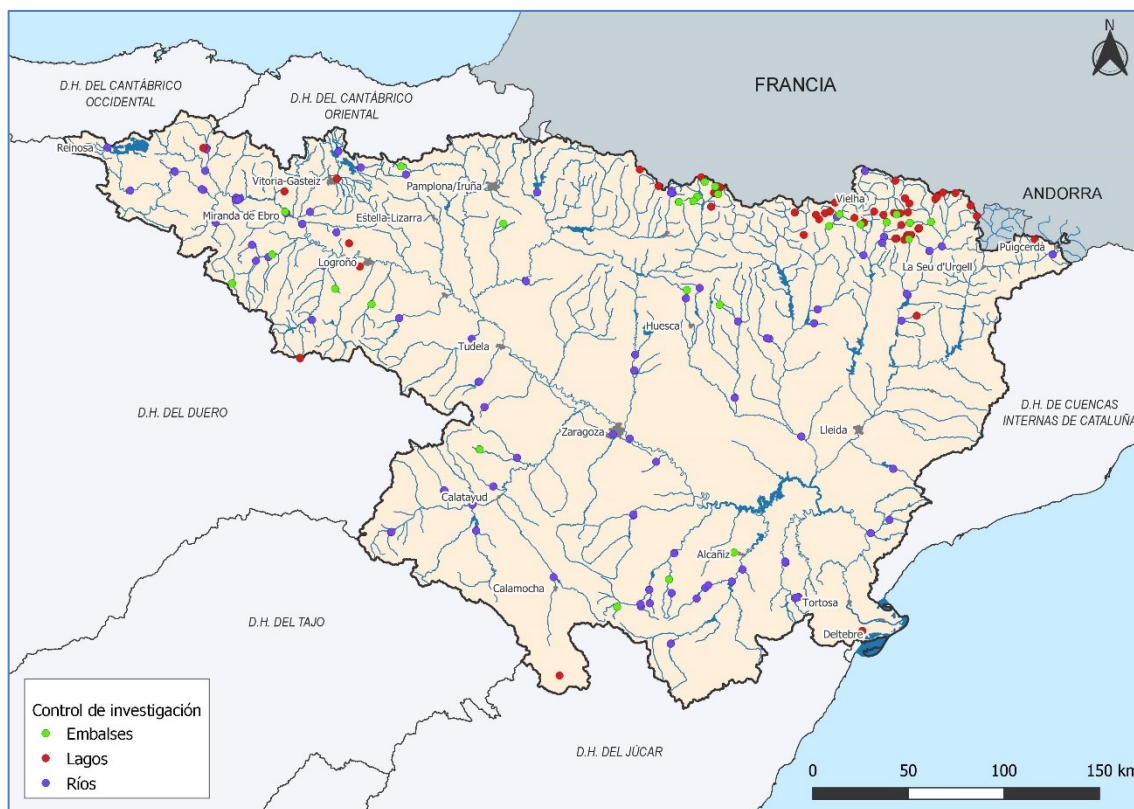 N
FRANCIA
D.H. DEL CANTÁBRICO
OCCIDENTAL
D.H. DEL CANTÁBRICO
ORIENTAL
Reinosa
Vitoria-Gasteiz
Pamplona/Iruña
ANDORRA
Vielha
Miranda de Ebro
Estella-Lizarra
Puigcerda
Logroño
La Seu d'Urgell
Huesca
Tudela
D.H. DEL DUERO
D.H. DE CUENCAS
INTERNAS DE CATALUÑA
Zaragoza
Lleida
Calatayud
Alcañiz
Calamocha
Tortosa
D.H. DEL TAJO
Deltebre
Control de investigación
Embalses
Lagos
Ríos
D.H. DEL JÚCAR
0 50 100 150 km